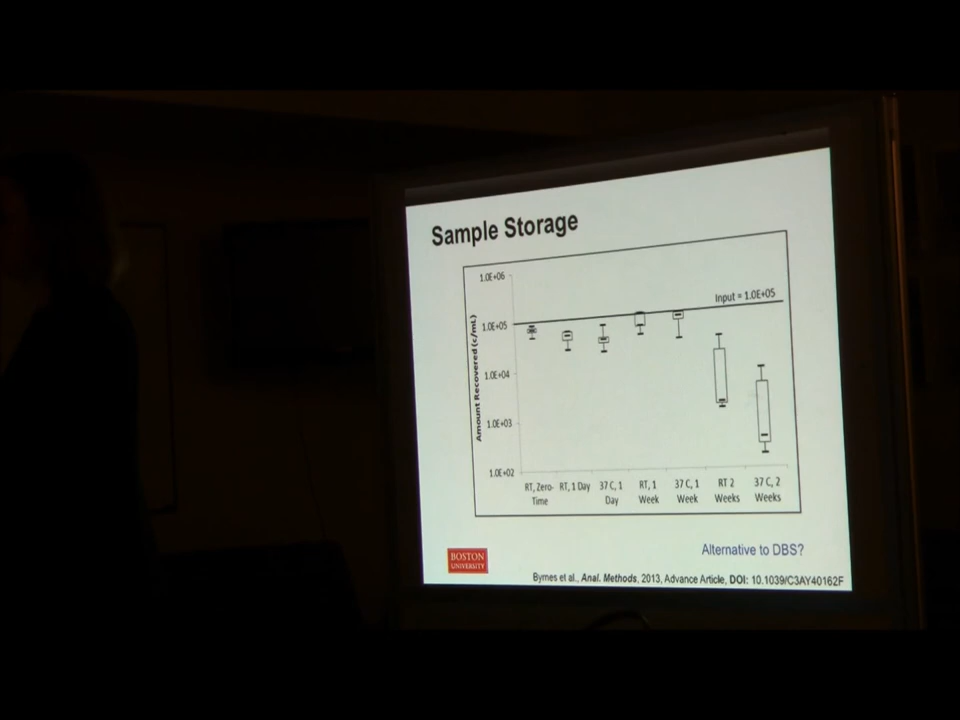 Sample Storage
1.0E+06
Input = 1.0E+05
1.0E+05
1.0E+04
1.0E+03
1.0E+02
Amount Recovered (c/mL)
RT, Zero-
Time
RT, 1 Day
37 C, 1
Day
RT, 1
Week
37 C, 1
Week
RT 2
Weeks
37 C, 2
Weeks
Alternative to DBS?
BOSTON
UNIVERSITY
Byrnes et al., Anal. Methods, 2013, Advance Article, DOI: 10.1039/C3AY40162F